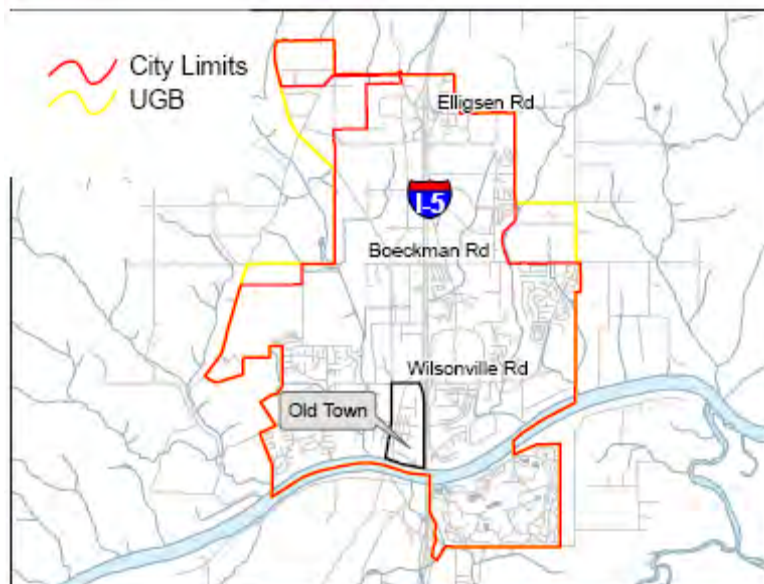 City Limits
UGB
Elligsen Rd
I-5
Boeckman Rd
Wilsonville Rd
Old Town